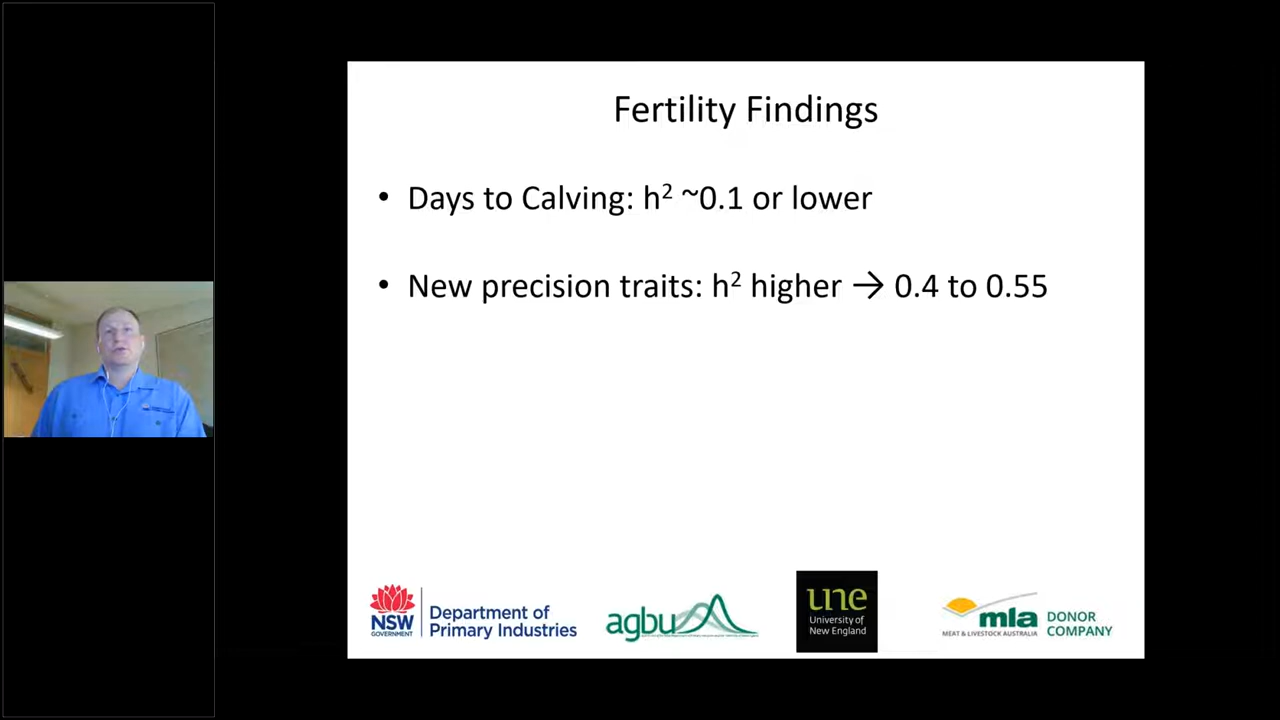 Fertility Findings
• Days to Calving: h² ~0.1 or lower
• New precision traits: h² higher → 0.4 to 0.55
NSW
GOVERNMENT
Department of
Primary Industries
agbu
une
University of
New England
mla
MEAT & LIVESTOCK AUSTRALIA
DONOR
COMPANY